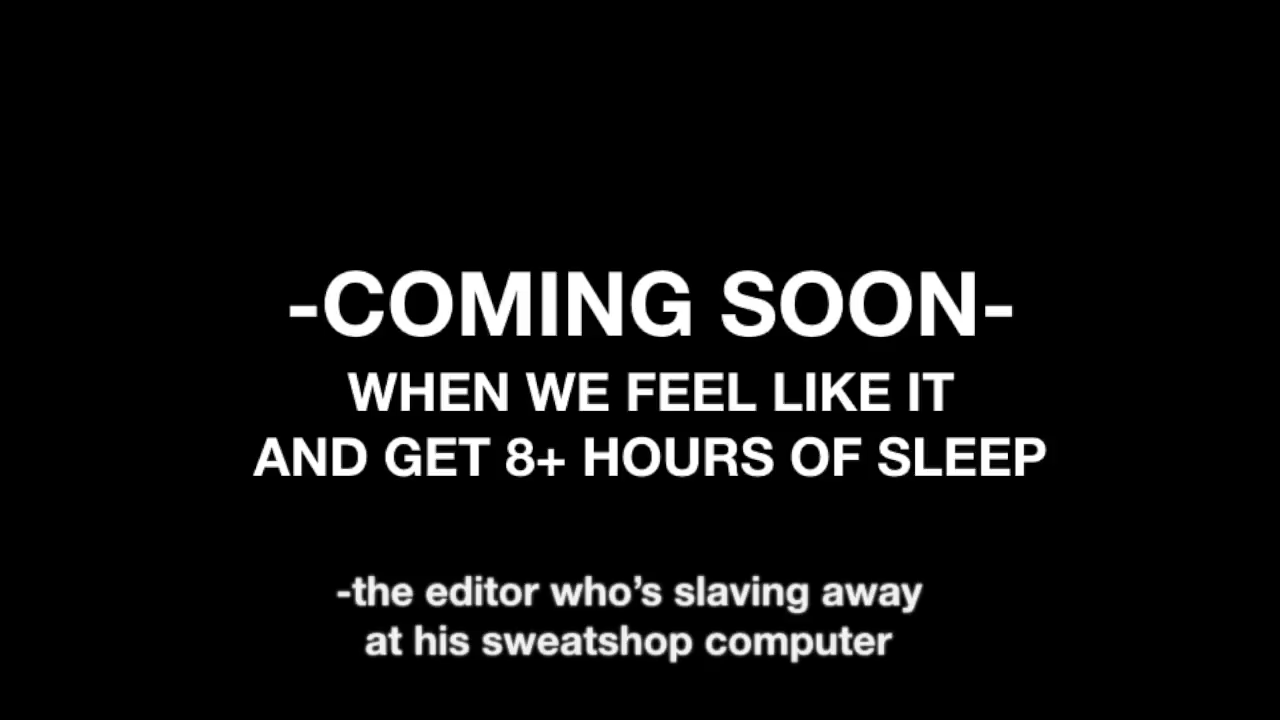 -COMING SOON-
WHEN WE FEEL LIKE IT
AND GET 8+ HOURS OF SLEEP
-the editor who’s slaving away
at his sweatshop computer